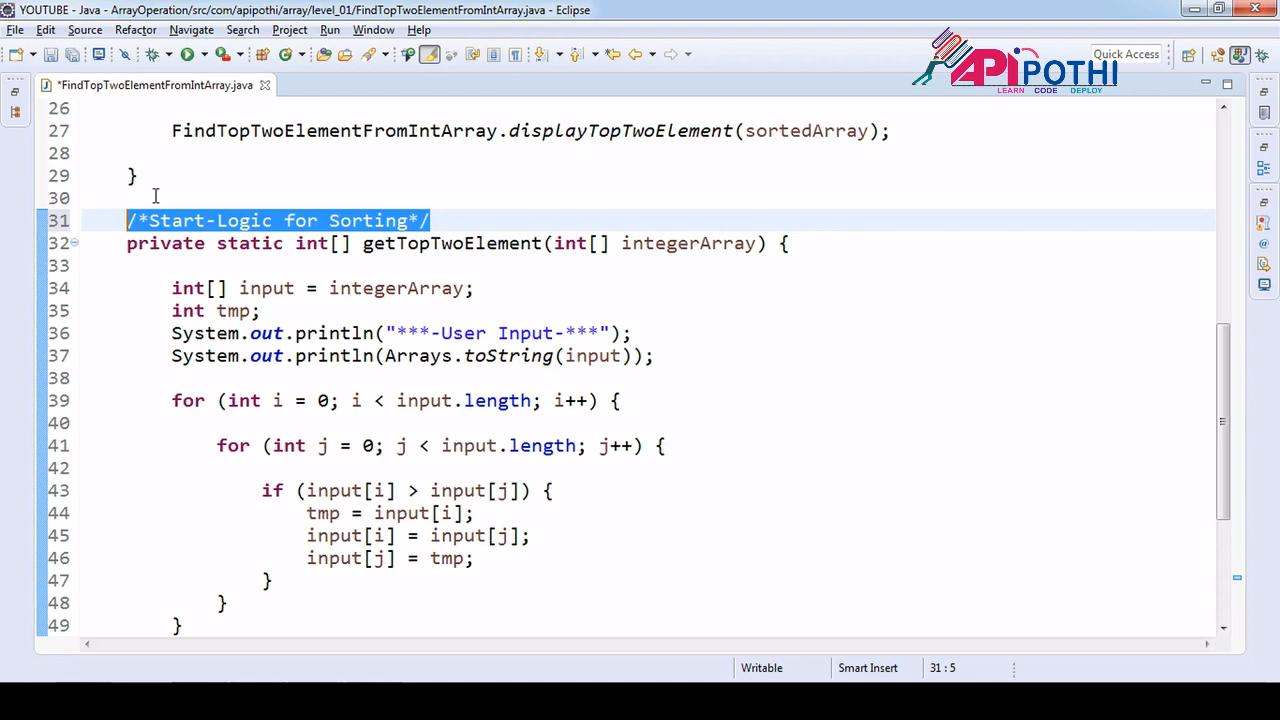 YOUTUBE - Java - ArrayOperation/src/com/apipothi/array/level_01/FindTopTwoElementFromIntArray.java - Eclipse
File Edit Source Refactor Navigate Search Project Run Window Help
Quick Access
APIPOTHI
LEARN CODE DEPLOY
*FindTopTwoElementFromIntArray.java
26
27 FindTopTwoElementFromIntArray.displayTopTwoElement(sortedArray);
28
29 }
30
31 /*Start-Logic for Sorting*/
32 private static int[] getTopTwoElement(int[] integerArray) {
33
34 int[] input = integerArray;
35 int tmp;
36 System.out.println("***-User Input-***");
37 System.out.println(Arrays.toString(input));
38
39 for (int i = 0; i < input.length; i++) {
40
41 for (int j = 0; j < input.length; j++) {
42
43 if (input[i] > input[j]) {
44 tmp = input[i];
45 input[i] = input[j];
46 input[j] = tmp;
47 }
48 }
49 }
Writable Smart Insert 31 : 5